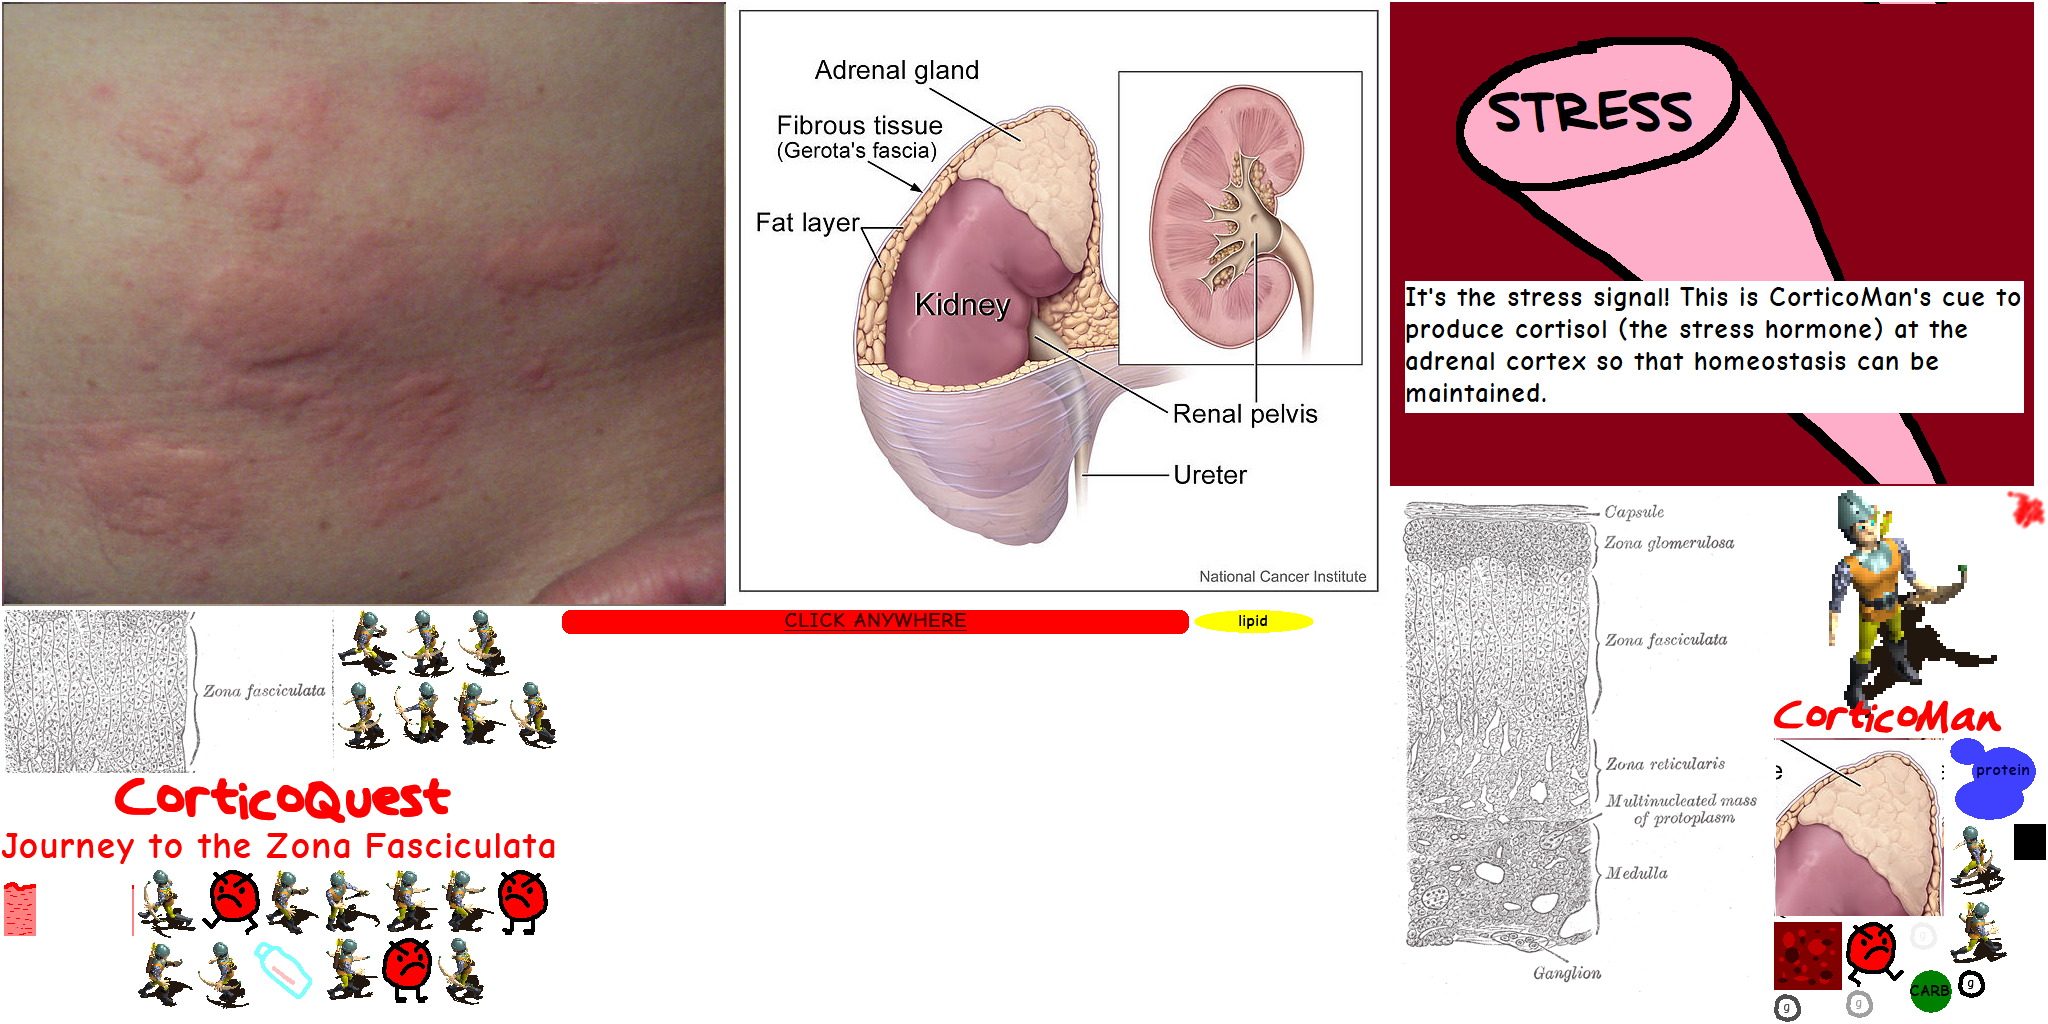 Adrenal gland
Fibrous tissue
(Gerota's fascia)
Fat layer
Kidney
Renal pelvis
Ureter
National Cancer Institute
STRESS
It's the stress signal! This is CorticoMan's cue to
produce cortisol (the stress hormone) at the
adrenal cortex so that homeostasis can be
maintained.
Capsule
Zona glomerulosa
Zona fasciculata
Zona reticularis
Multinucleated mass
of protoplasm
Medulla
Ganglion
CorticoMan
Zona fasciculata
CLICK ANYWHERE
lipid
CorticoQuest
Journey to the Zona Fasciculata
e
protein
g
CARB
g
g
g